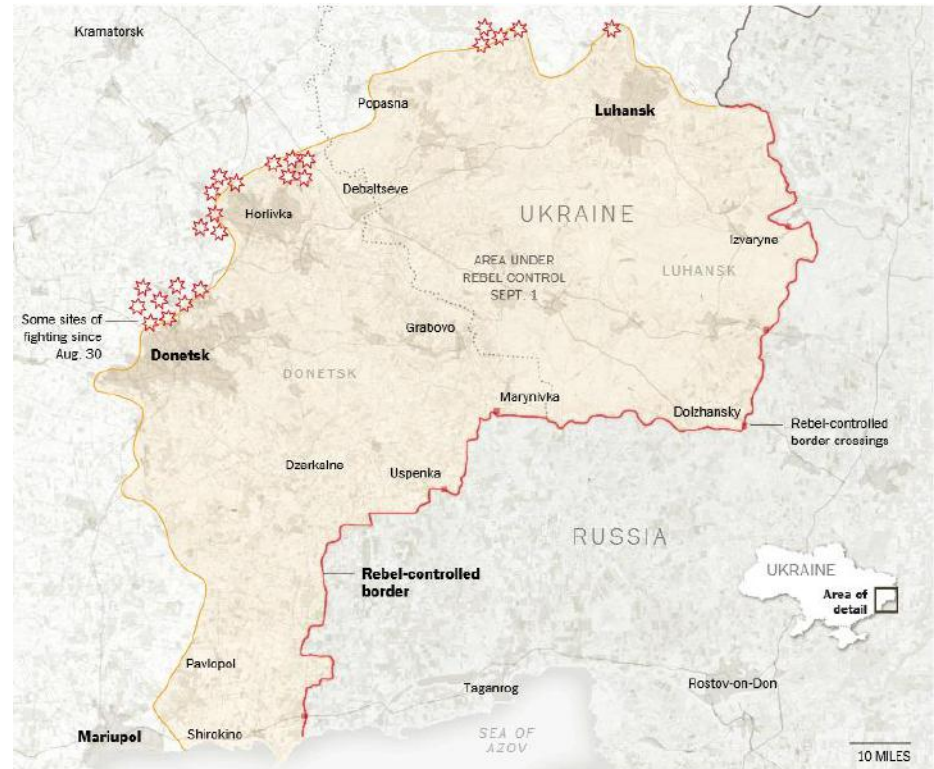 Kramatorsk
Popasna
Luhansk
Debaltseve
Horlivka
UKRAINE
Izvaryne
AREA UNDER
REBEL CONTROL
SEPT. 1
LUHANSK
Some sites of
fighting since
Aug. 30
Grabovo
Donetsk
DONETSK
Marynivka
Dolzhansky
Rebel-controlled
border crossings
Dzerkalne
Uspenka
RUSSIA
UKRAINE
Area of
detail
Rebel-controlled
border
Pavlopol
Taganrog
Rostov-on-Don
Mariupol
Shirokino
SEA OF
AZOV
10 MILES